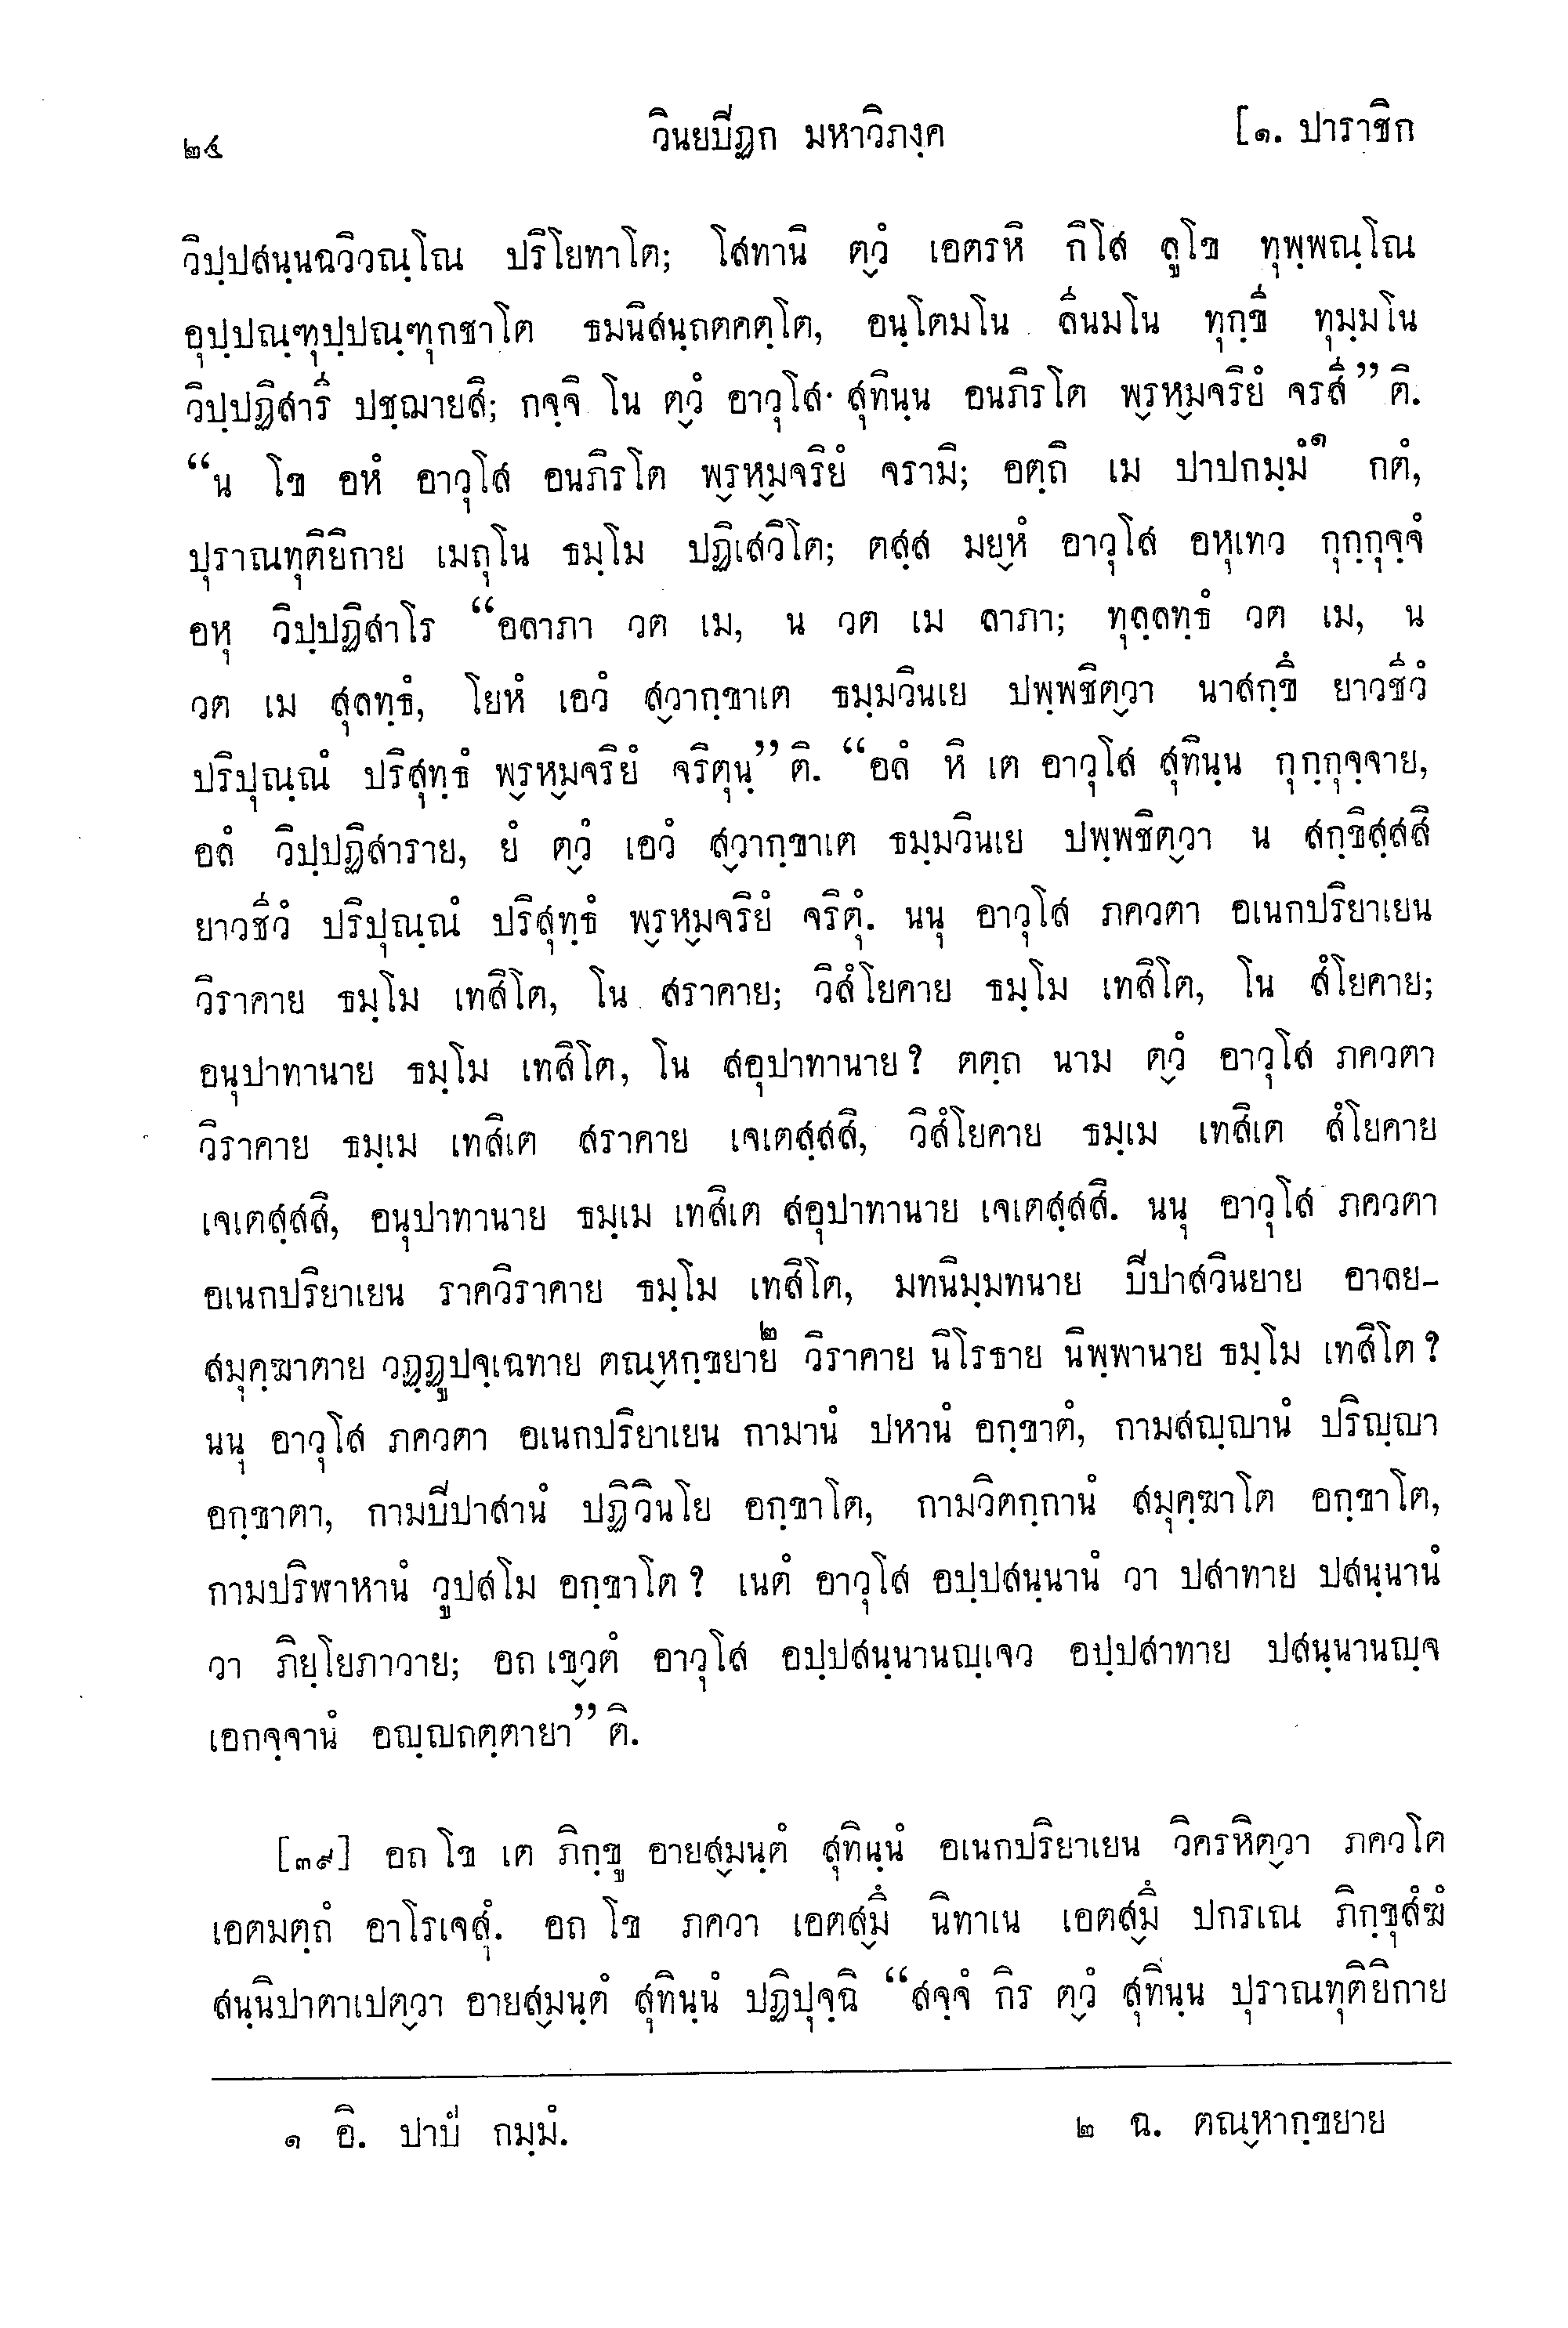 ๒๕ วินยปีฏก มหาวิภงฺค [๑. ปาราชิก
วิปฺปสนฺนฉวิวณฺโณ ปริโยทาโต; โสทานิ ตฺวํ เอตรหิ กิโส ลูโข ทุพฺพณฺโณ
อุปฺปณฺฑุปฺปณฺฑุกชาโต ธมนิสนฺถตคตฺโต, อนฺโตมโน ลีนมโน ทุกฺขี ทุมฺมโน
วิปฺปฏิสารี ปชฺฌายสิ; กจฺจิ โน ตฺวํ อาวุโส สุทินฺน อนภิรโต พฺรหฺมจริยํ จรสี” ติ.
“น โข อหํ อาวุโส อนภิรโต พฺรหฺมจริยํ จรามิ; อตฺถิ เม ปาปกมฺมํ๑ กตํ,
ปุราณทุติยิกาย เมถุโน ธมฺโม ปฏิเสวิโต; ตสฺส มยฺหํ อาวุโส อหุเทว กุกฺกุจฺจํ
อหุ วิปฺปฏิสาโร “อลาภา วต เม, น วต เม ลาภา; ทุลฺลทฺธํ วต เม, น
วต เม สุลทฺธํ, โยหํ เอวํ สฺวากฺขาเต ธมฺมวินเย ปพฺพชิตฺวา นาสกฺขึ ยาวชีวํ
ปริปุณฺณํ ปริสุทฺธํ พฺรหฺมจริยํ จริตุนฺ” ติ. “อลํ หิ เต อาวุโส สุทินฺน กุกฺกุจฺจาย,
อลํ วิปฺปฏิสาราย, ยํ ตฺวํ เอวํ สฺวากฺขาเต ธมฺมวินเย ปพฺพชิตฺวา น สกฺขิสฺสสิ
ยาวชีวํ ปริปุณฺณํ ปริสุทฺธํ พฺรหฺมจริยํ จริตุํ. นนุ อาวุโส ภควตา อเนกปริยาเยน
วิราคาย ธมฺโม เทสิโต, โน สราคาย; วิสํโยคาย ธมฺโม เทสิโต, โน สํโยคาย;
อนุปาทานาย ธมฺโม เทสิโต, โน สอุปาทานาย? ตตฺถ นาม ตฺวํ อาวุโส ภควตา
วิราคาย ธมฺเม เทสิเต สราคาย เจเตสฺสสิ, วิสํโยคาย ธมฺเม เทสิเต สํโยคาย
เจเตสฺสสิ, อนุปาทานาย ธมฺเม เทสิเต สอุปาทานาย เจเตสฺสสิ. นนุ อาวุโส ภควตา
อเนกปริยาเยน ราควิราคาย ธมฺโม เทสิโต, มทนิมฺมทนาย ปีปาสวินยาย อาลย-
สมุคฺฆาตาย วฏฺฏูปจฺเฉทาย ตณฺหกฺขยาย๒ วิราคาย นิโรธาย นิพฺพานาย ธมฺโม เทสิโต?
นนุ อาวุโส ภควตา อเนกปริยาเยน กามานํ ปหานํ อกฺขาตํ, กามสญฺญานํ ปริญฺญา
อกฺขาตา, กามปีปาสานํ ปฏิวินโย อกฺขาโต, กามวิตกฺกานํ สมุคฺฆาโต อกฺขาโต,
กามปริฬาหานํ วูปสโม อกฺขาโต? เนตํ อาวุโส อปฺปสนฺนานํ วา ปสาทาย ปสนฺนานํ
วา ภิยฺโยภาวาย; อถ เขฺวตํ อาวุโส อปฺปสนฺนานญฺเจว อปฺปสาทาย ปสนฺนานญฺจ
เอกจฺจานํ อญฺญถตฺตายา” ติ.
[๓๙] อถ โข เต ภิกฺขู อายสฺมนฺตํ สุทินฺนํ อเนกปริยาเยน วิครหิตฺวา ภควโต
เอตมตฺถํ อาโรเจสุํ. อถ โข ภควา เอตสฺมึ นิทาเน เอตสฺมึ ปกรเณ ภิกฺขุสํฆํ
สนฺนิปาตาเปตฺวา อายสฺมนฺตํ สุทินฺนํ ปฏิปุจฺฉิ “สจฺจํ กิร ตฺวํ สุทินฺน ปุราณทุติยิกาย
๑ อิ. ปาปํ กมฺมํ. ๒ ฉ. ตณฺหากฺขยาย